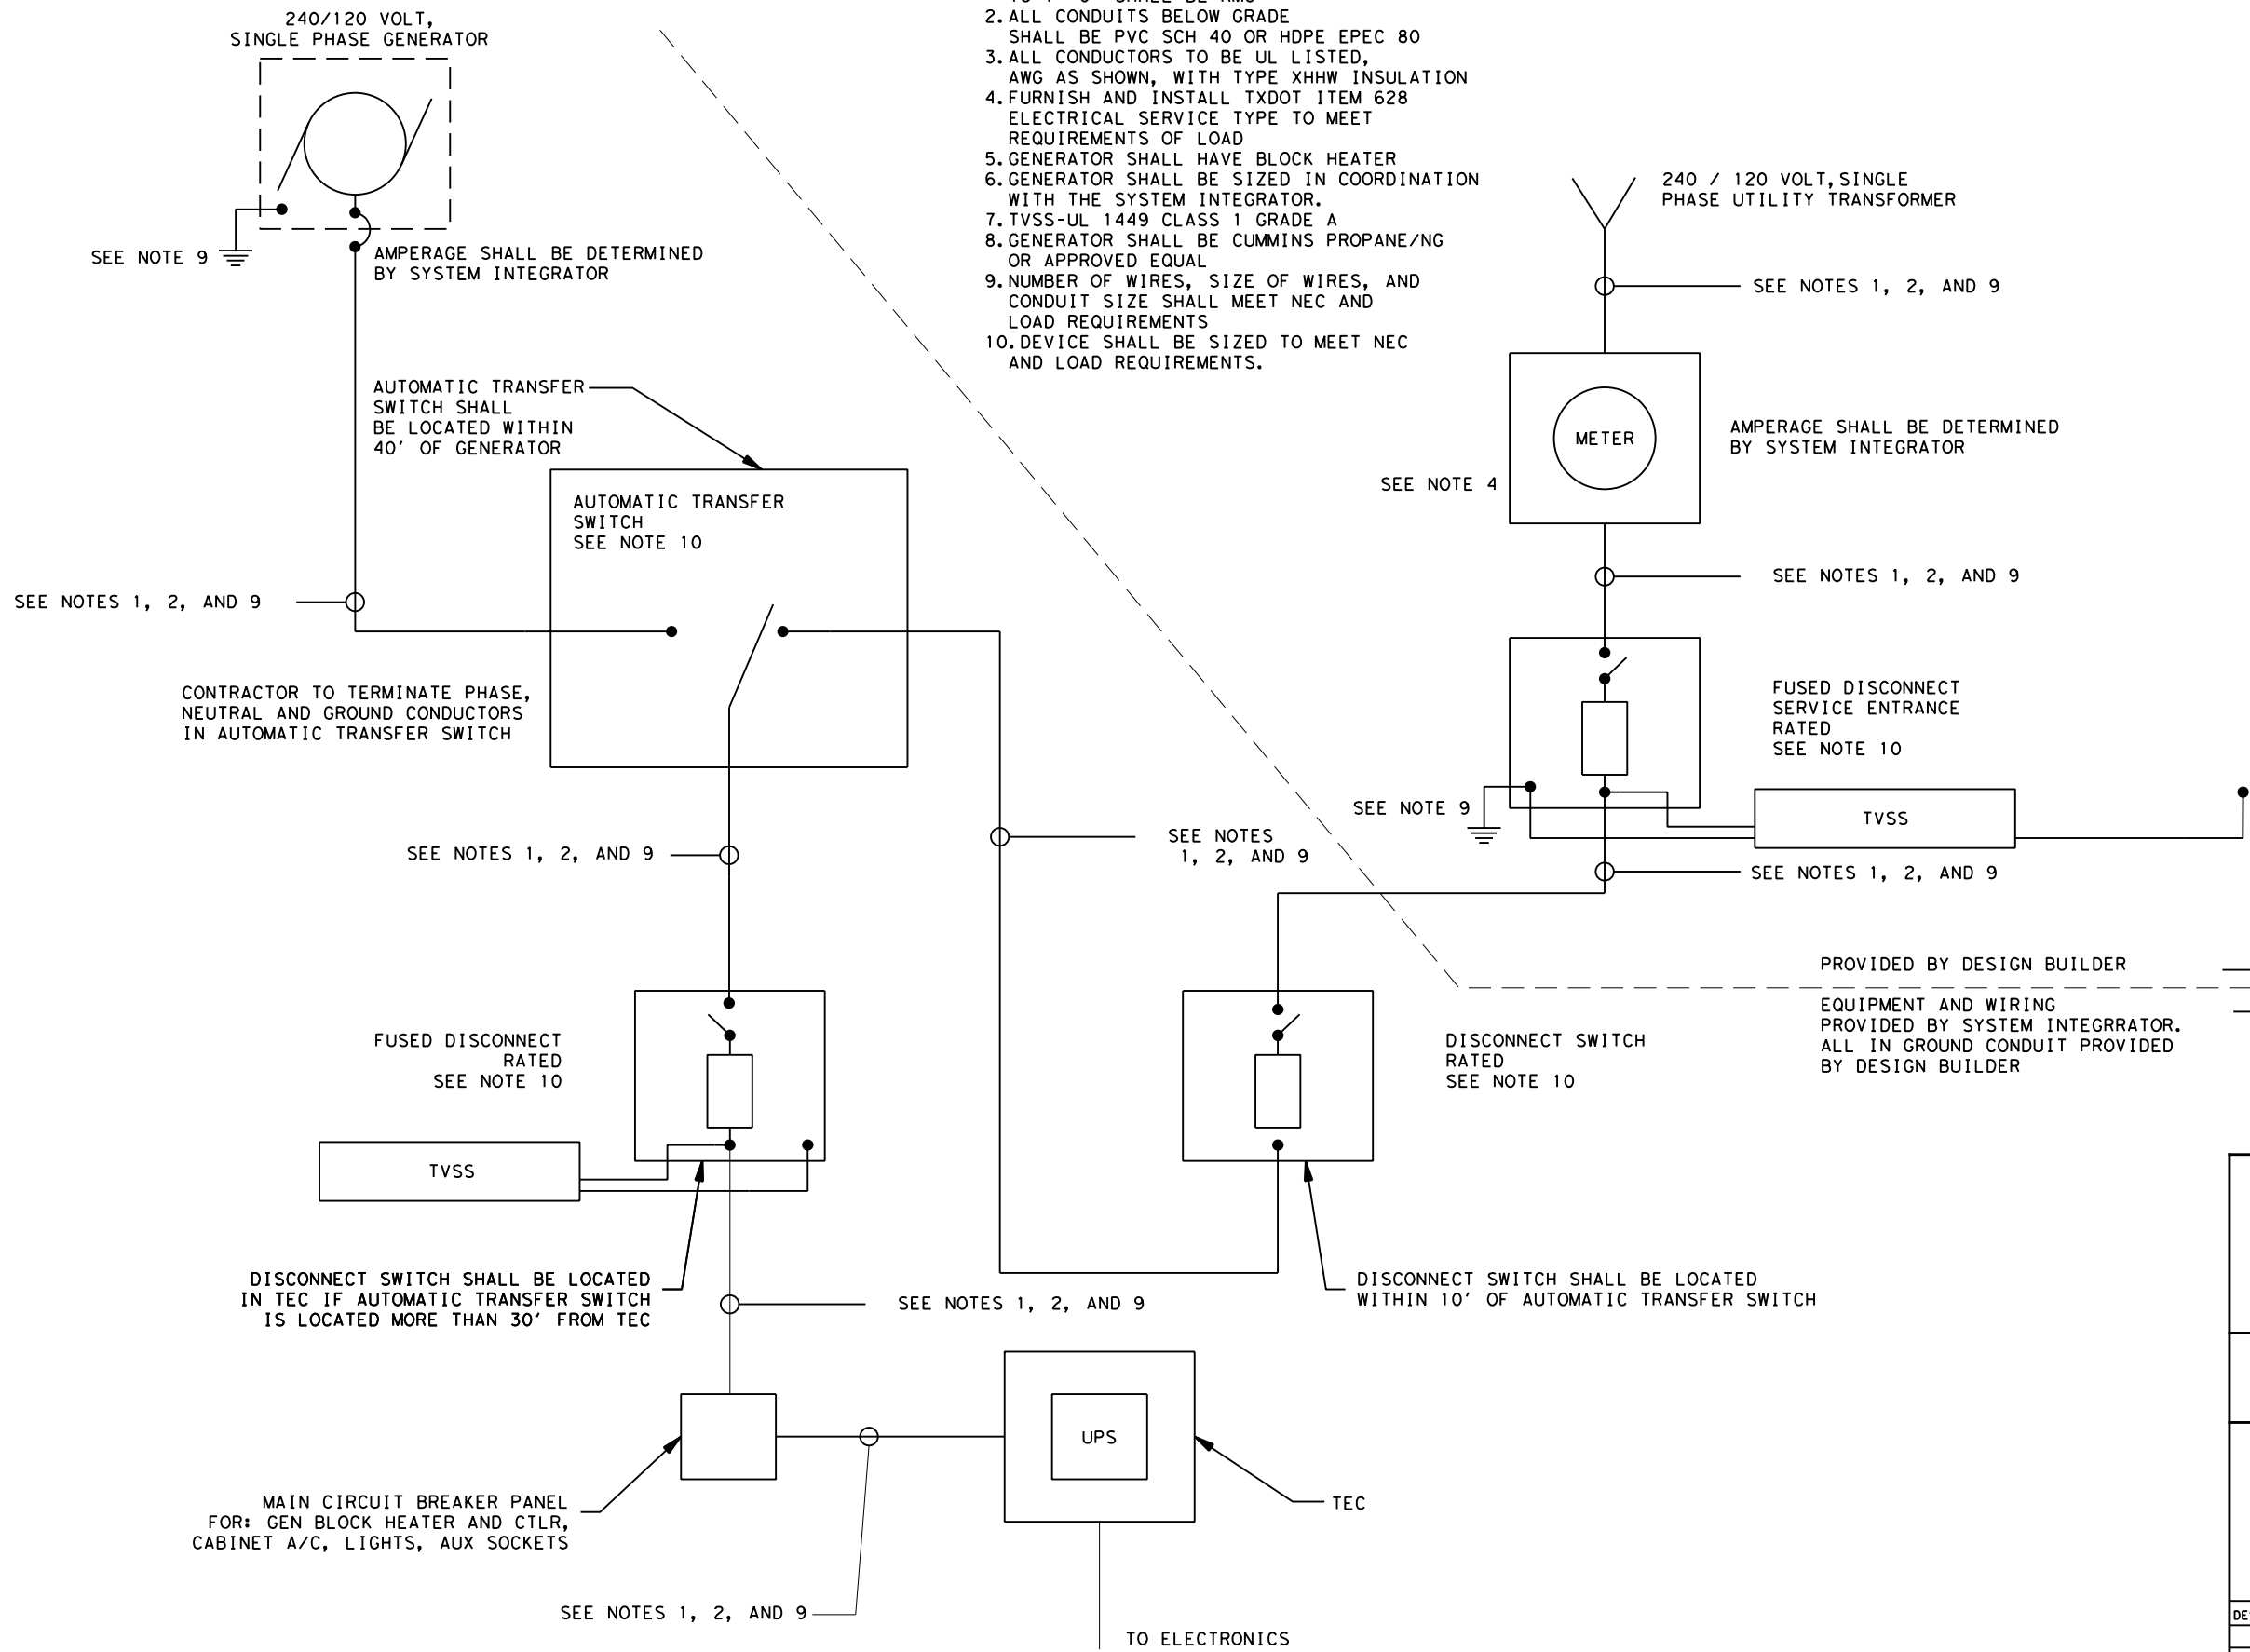 240/120 VOLT,
SINGLE PHASE GENERATOR
SEE NOTE 9
AMPERAGE SHALL BE DETERMINED
BY SYSTEM INTEGRATOR
2. ALL CONDUITS BELOW GRADE
SHALL BE PVC SCH 40 OR HDPE EPEC 80
3. ALL CONDUCTORS TO BE UL LISTED,
AWG AS SHOWN, WITH TYPE XHHW INSULATION
4. FURNISH AND INSTALL TXDOT ITEM 628
ELECTRICAL SERVICE TYPE TO MEET
REQUIREMENTS OF LOAD
5. GENERATOR SHALL HAVE BLOCK HEATER
6. GENERATOR SHALL BE SIZED IN COORDINATION
WITH THE SYSTEM INTEGRATOR.
7. TVSS-UL 1449 CLASS 1 GRADE A
8. GENERATOR SHALL BE CUMMINS PROPANE/NG
OR APPROVED EQUAL
9. NUMBER OF WIRES, SIZE OF WIRES, AND
CONDUIT SIZE SHALL MEET NEC AND
LOAD REQUIREMENTS
10. DEVICE SHALL BE SIZED TO MEET NEC
AND LOAD REQUIREMENTS.
240 / 120 VOLT, SINGLE
PHASE UTILITY TRANSFORMER
SEE NOTES 1, 2, AND 9
METER
AMPERAGE SHALL BE DETERMINED
BY SYSTEM INTEGRATOR
SEE NOTE 4
SEE NOTES 1, 2, AND 9
AUTOMATIC TRANSFER
SWITCH SHALL
BE LOCATED WITHIN
40' OF GENERATOR
AUTOMATIC TRANSFER
SWITCH
SEE NOTE 10
SEE NOTES 1, 2, AND 9
CONTRACTOR TO TERMINATE PHASE,
NEUTRAL AND GROUND CONDUCTORS
IN AUTOMATIC TRANSFER SWITCH
FUSED DISCONNECT
SERVICE ENTRANCE
RATED
SEE NOTE 10
SEE NOTE 9
TVSS
SEE NOTES 1, 2, AND 9
SEE NOTES
1, 2, AND 9
SEE NOTES 1, 2, AND 9
PROVIDED BY DESIGN BUILDER
EQUIPMENT AND WIRING
PROVIDED BY SYSTEM INTEGRRATOR.
ALL IN GROUND CONDUIT PROVIDED
BY DESIGN BUILDER
FUSED DISCONNECT
RATED
SEE NOTE 10
DISCONNECT SWITCH
RATED
SEE NOTE 10
TVSS
DISCONNECT SWITCH SHALL BE LOCATED
IN TEC IF AUTOMATIC TRANSFER SWITCH
IS LOCATED MORE THAN 30' FROM TEC
SEE NOTES 1, 2, AND 9
DISCONNECT SWITCH SHALL BE LOCATED
WITHIN 10' OF AUTOMATIC TRANSFER SWITCH
UPS
TEC
MAIN CIRCUIT BREAKER PANEL
FOR: GEN BLOCK HEATER AND CTLR,
CABINET A/C, LIGHTS, AUX SOCKETS
SEE NOTES 1, 2, AND 9
TO ELECTRONICS